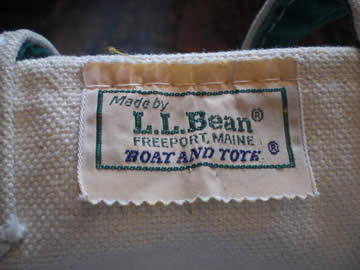 Made by
L.L.Bean®
FREEPORT, MAINE
BOAT AND TOTE®